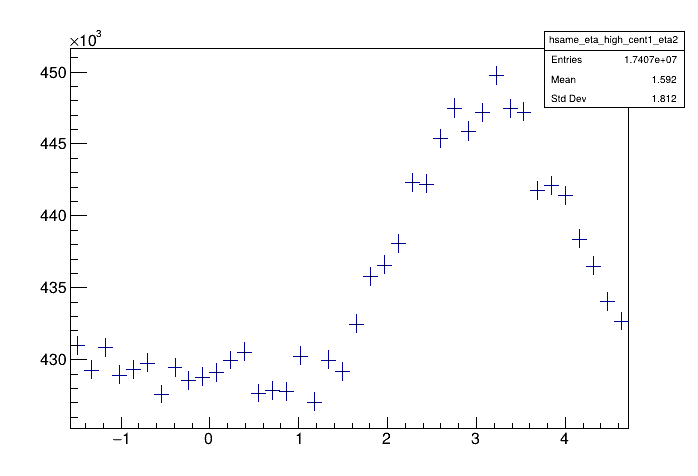 ×10³
hsame_eta_high_cent1_eta2
Entries 1.7407e+07
Mean 1.592
Std Dev 1.812
450
445
440
435
430
−1 0 1 2 3 4